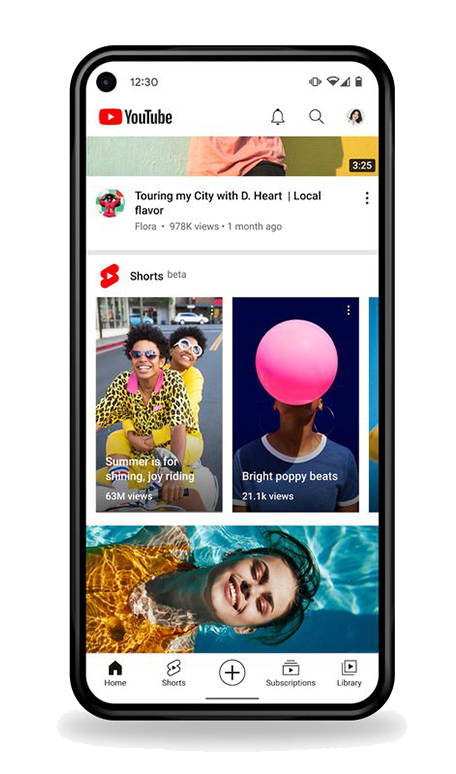 12:30
YouTube
3:25
Touring my City with D. Heart | Local
flavor
Flora • 978K views • 1 month ago
Shorts beta
Summer is for
shining, joy riding
63M views
Bright poppy beats
21.1k views
Home
Shorts
Subscriptions
Library